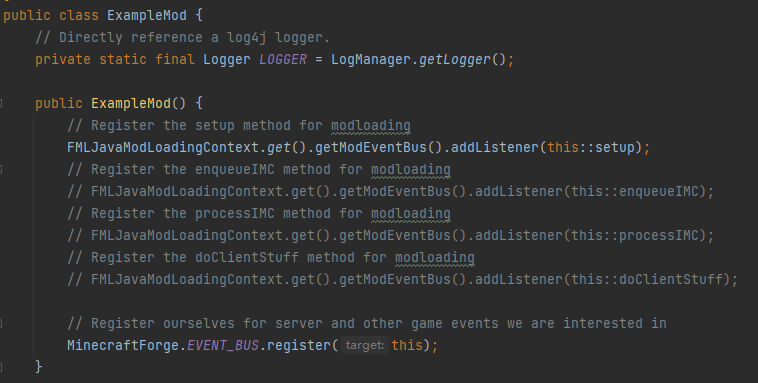 public class ExampleMod {
// Directly reference a log4j logger.
private static final Logger LOGGER = LogManager.getLogger();
public ExampleMod() {
// Register the setup method for modloading
FMLJavaModLoadingContext.get().getModEventBus().addListener(this::setup);
// Register the enqueueIMC method for modloading
// FMLJavaModLoadingContext.get().getModEventBus().addListener(this::enqueueIMC);
// Register the processIMC method for modloading
// FMLJavaModLoadingContext.get().getModEventBus().addListener(this::processIMC);
// Register the doClientStuff method for modloading
// FMLJavaModLoadingContext.get().getModEventBus().addListener(this::doClientStuff);
// Register ourselves for server and other game events we are interested in
MinecraftForge.EVENT_BUS.register( target: this);
}